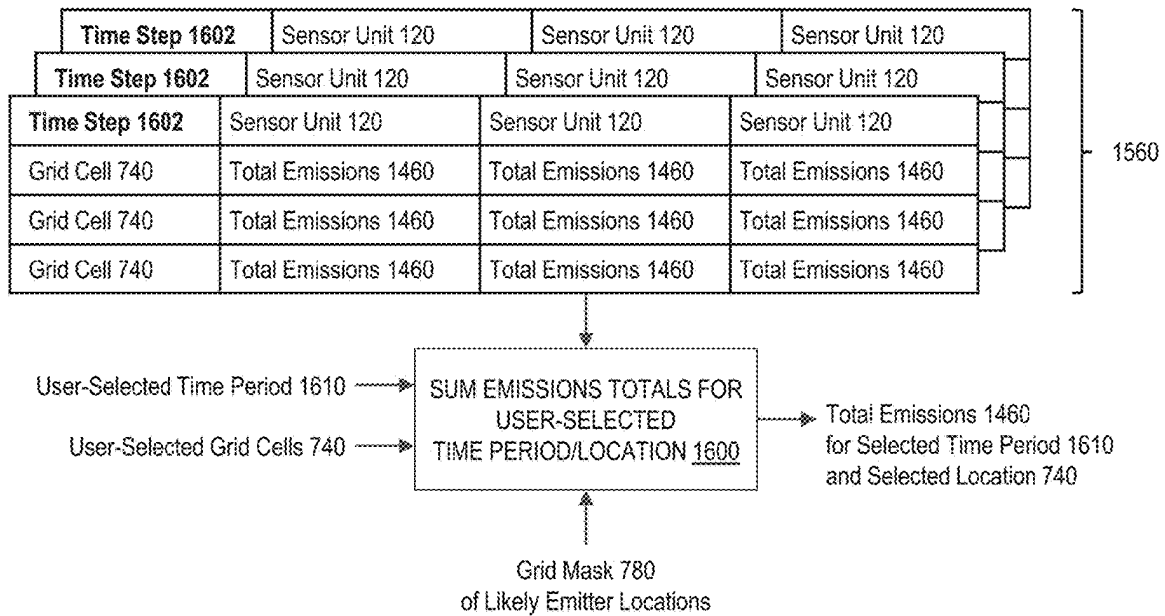 Time Step 1602 Sensor Unit 120 Sensor Unit 120 Sensor Unit 120
Time Step 1602 Sensor Unit 120 Sensor Unit 120 Sensor Unit 120
Time Step 1602 Sensor Unit 120 Sensor Unit 120 Sensor Unit 120
Grid Cell 740 Total Emissions 1460 Total Emissions 1460 Total Emissions 1460
1560
Grid Cell 740 Total Emissions 1460 Total Emissions 1460 Total Emissions 1460
Grid Cell 740 Total Emissions 1460 Total Emissions 1460 Total Emissions 1460
User-Selected Time Period 1610
User-Selected Grid Cells 740
SUM EMISSIONS TOTALS FOR
USER-SELECTED
TIME PERIOD/LOCATION 1600
Total Emissions 1460
for Selected Time Period 1610
and Selected Location 740
Grid Mask 780
of Likely Emitter Locations